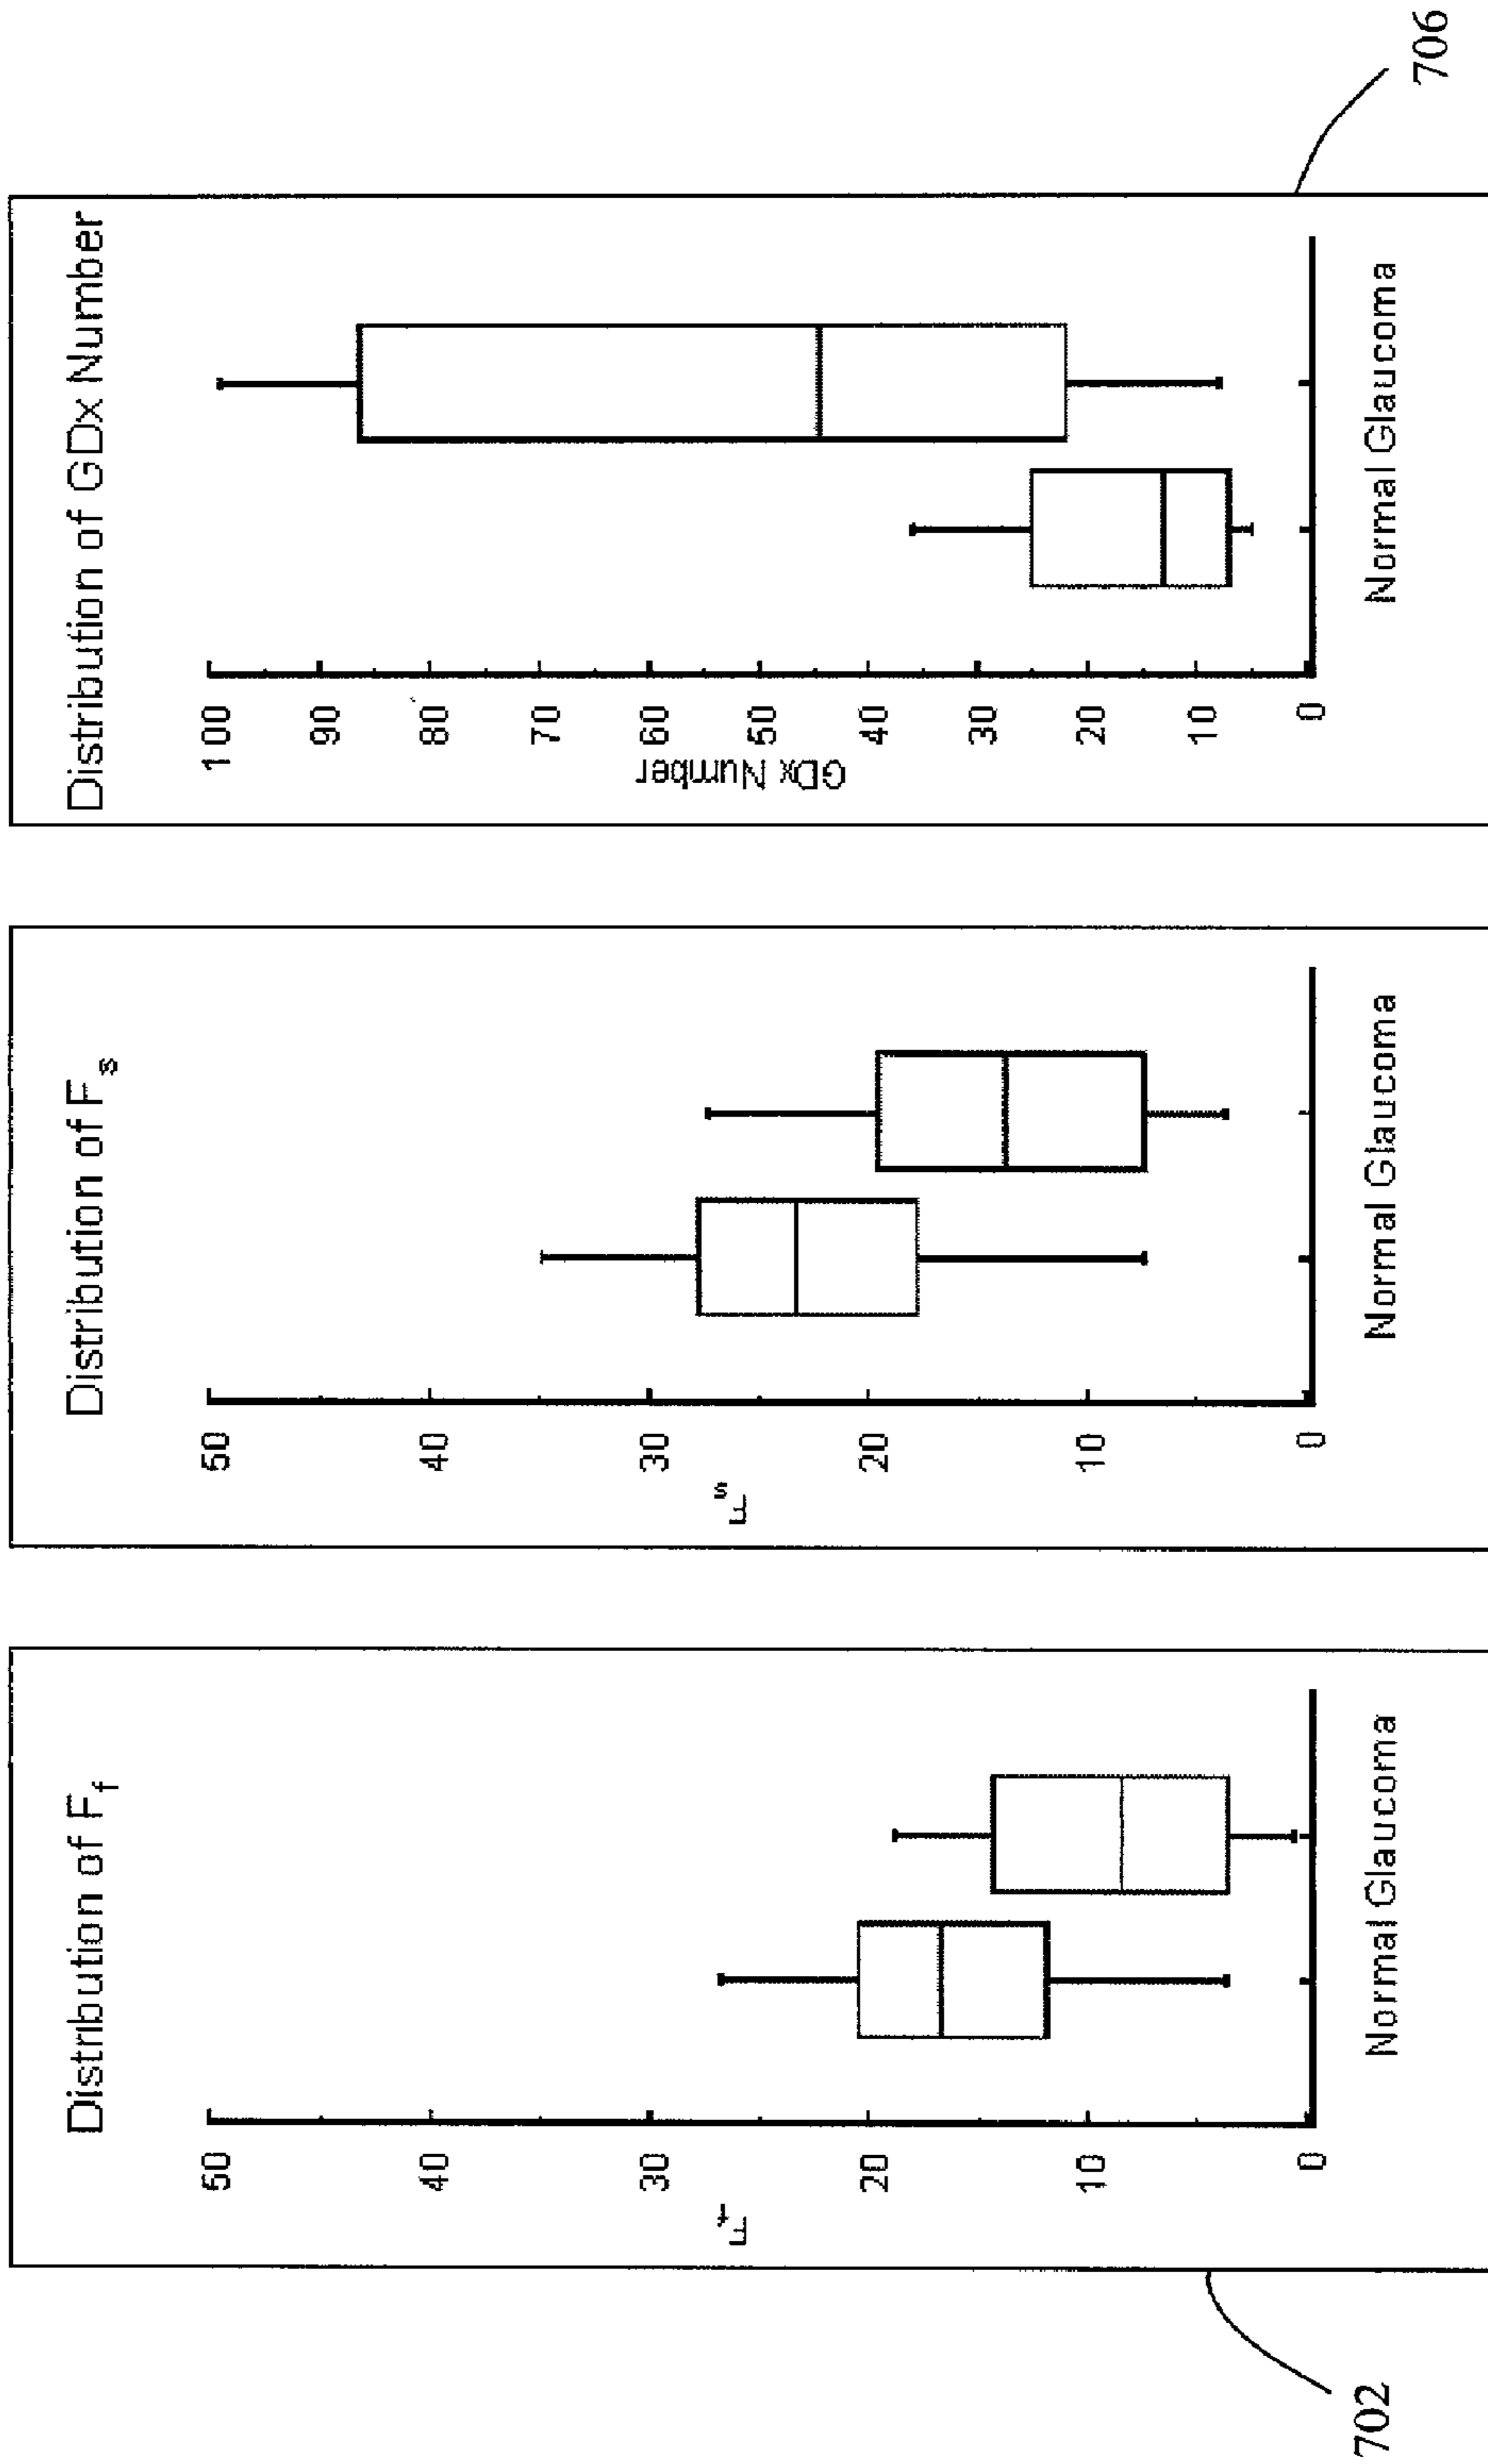 Distribution of F_f
50
40
30
20
10
0
F_f
Normal Glaucoma
702
Distribution of F_s
50
40
30
20
10
0
F_s
Normal Glaucoma
Distribution of GDx Number
100
90
80
70
60
50
40
30
20
10
0
GDx Number
Normal Glaucoma
706